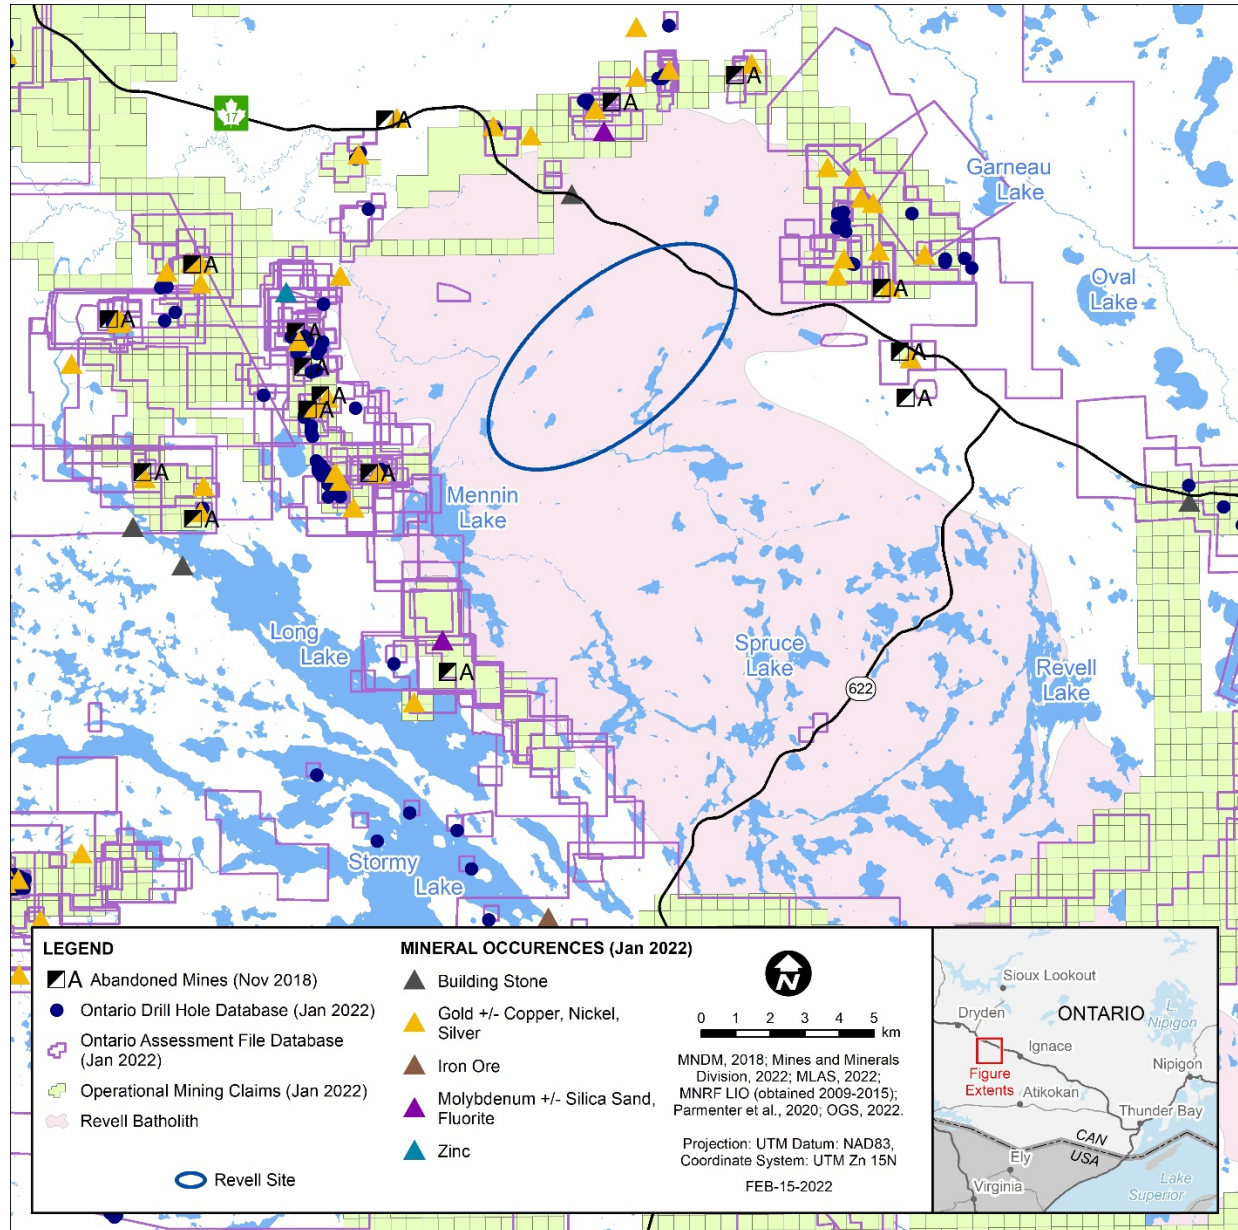 17
A
A
A
A
Garneau
Lake
A
Oval
Lake
A
A
A
A
A
A
A
A
A
A
A
Mennin
Lake
A
Long
Lake
A
Spruce
Lake
Revell
Lake
622
Stormy
Lake
LEGEND
A Abandoned Mines (Nov 2018)
Ontario Drill Hole Database (Jan 2022)
Ontario Assessment File Database
(Jan 2022)
Operational Mining Claims (Jan 2022)
Revell Batholith
Revell Site
MINERAL OCCURENCES (Jan 2022)
Building Stone
Gold +/- Copper, Nickel,
Silver
Iron Ore
Molybdenum +/- Silica Sand,
Fluorite
Zinc
N
0 1 2 3 4 5
km
MNDM, 2018; Mines and Minerals
Division, 2022; MLAS, 2022;
MNRF LIO (obtained 2009-2015);
Parmenter et al., 2020; OGS, 2022.
Projection: UTM Datum: NAD83,
Coordinate System: UTM Zn 15N
FEB-15-2022
Sioux Lookout
Dryden
ONTARIO
L.
Nipigon
Ignace
Figure
Extents
Nipigon
Atikokan
Thunder Bay
CAN
USA
Ely
Virginia
Lake
Superior